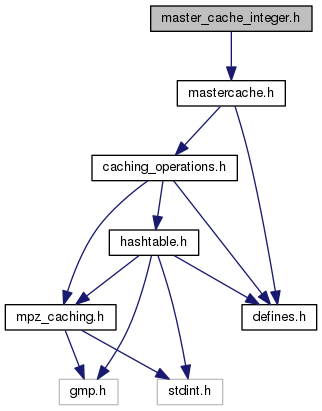 master_cache_integer.h
mastercache.h
caching_operations.h
hashtable.h
mpz_caching.h
defines.h
gmp.h
stdint.h